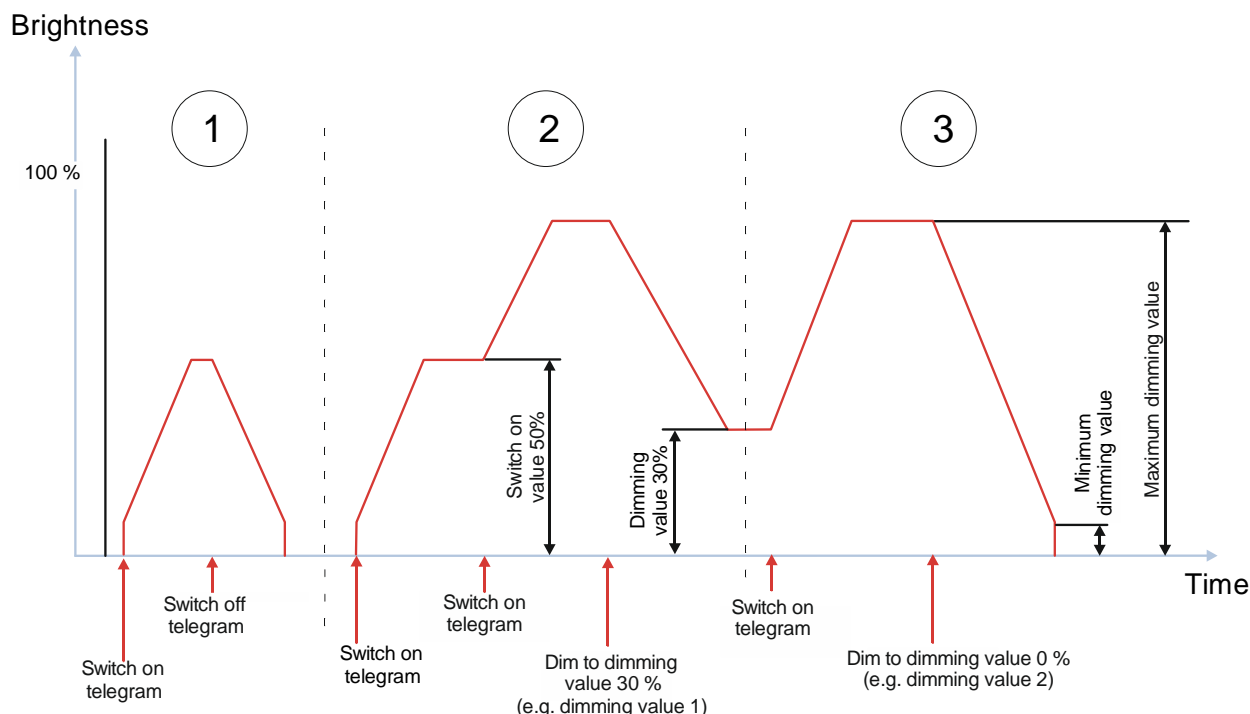 Brightness
1
2
3
100 %
Switch on
value 50%
Dimming
value 30%
Minimum
dimming value
Maximum dimming value
Time
Switch off
telegram
Switch on
telegram
Switch on
telegram
Switch on
telegram
Dim to dimming
value 30 %
(e.g. dimming value 1)
Switch on
telegram
Dim to dimming value 0 %
(e.g. dimming value 2)